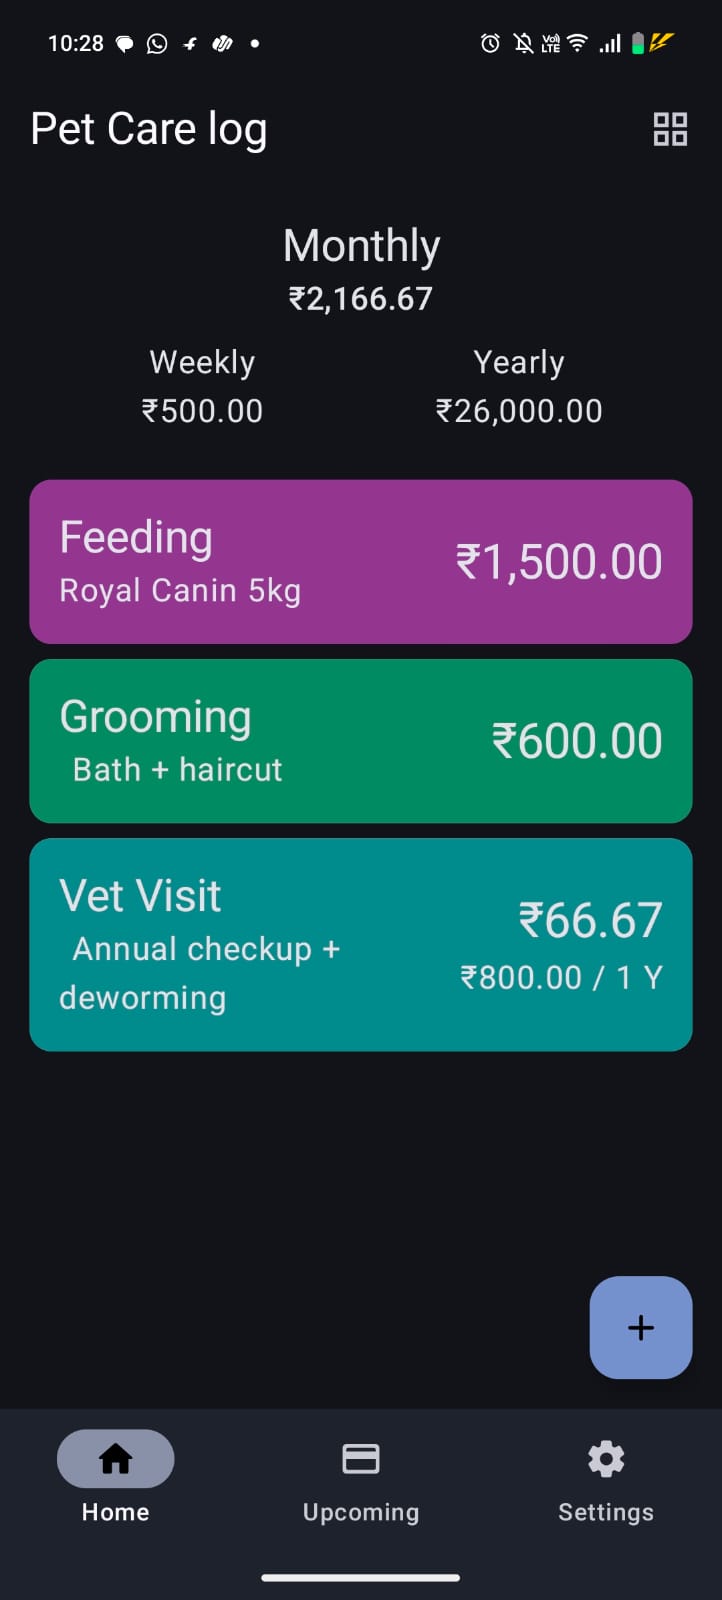 10:28
Vo) LTE
Pet Care log
Monthly
₹2,166.67
Weekly Yearly
₹500.00 ₹26,000.00
Feeding
Royal Canin 5kg
₹1,500.00
Grooming
Bath + haircut
₹600.00
Vet Visit
Annual checkup +
deworming
₹66.67
₹800.00 / 1 Y
+
Home Upcoming Settings